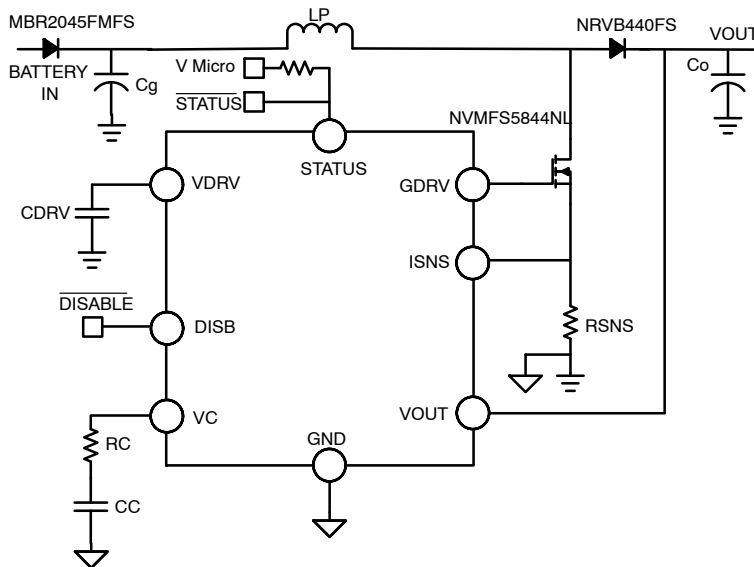 LP
MBR2045FMFS
NRVB440FS
VOUT
BATTERY
IN
Cg
V Micro
STATUS
Co
NVMFS5844NL
STATUS
VDRV
GDRV
CDRV
ISNS
DISABLE
DISB
RSNS
VC
VOUT
GND
RC
CC